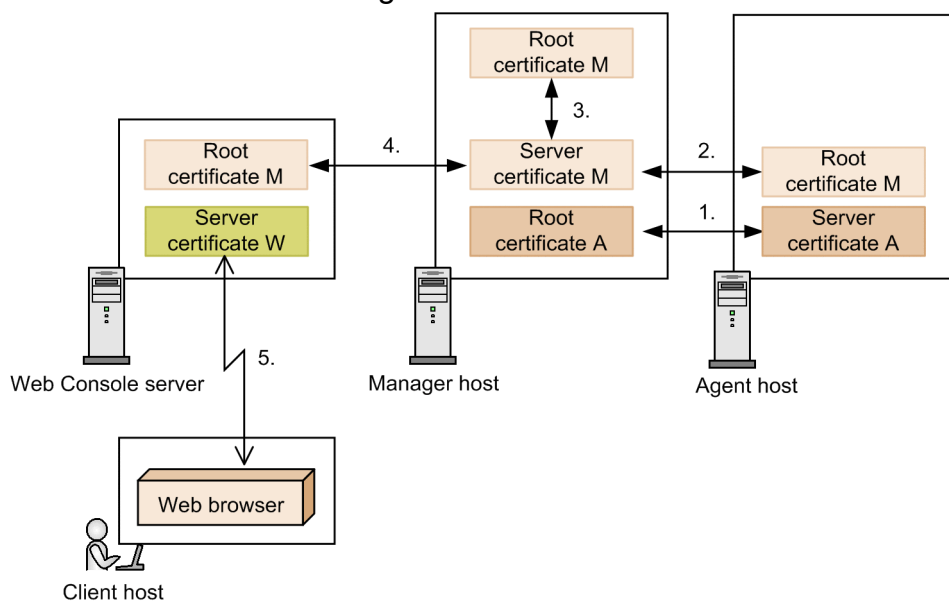 Root
certificate M
3.
Root
certificate M
4.
Server
certificate M
2.
Root
certificate M
Server
certificate W
Root
certificate A
1.
Server
certificate A
5.
Web Console server
Manager host
Agent host
Web browser
Client host